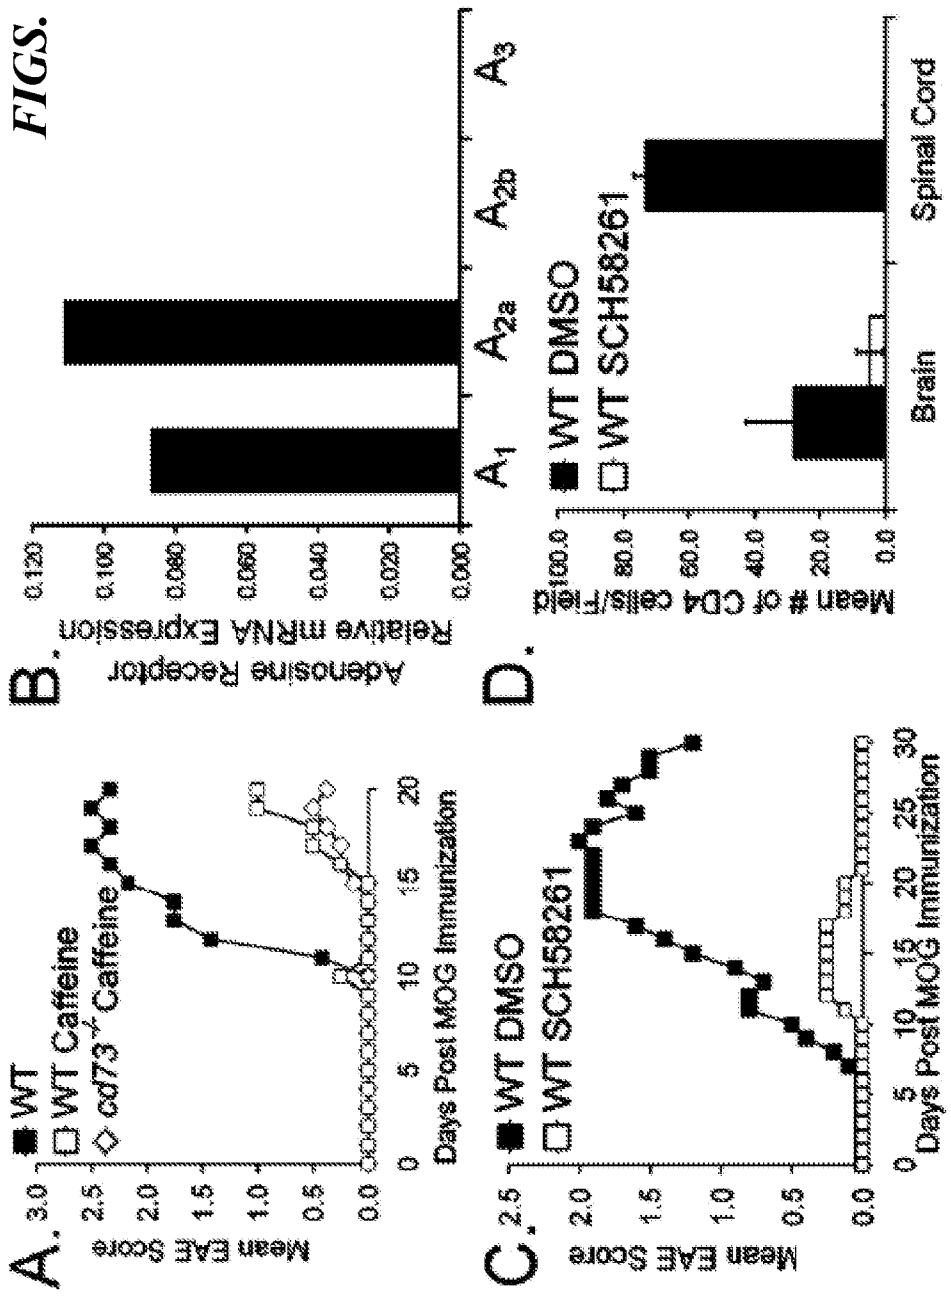 FIGS.
A.
■ WT
□ WT Caffeine
◇ cd73-/- Caffeine
Mean EAE Score
3.0
2.5
2.0
1.5
1.0
0.5
0.0
0 5 10 15 20
Days Post MOG Immunization
B.
Adenosine Receptor
Relative mRNA Expression
0.120
0.100
0.080
0.060
0.040
0.020
0.000
A1 A2a A2b A3
C.
■ WT DMSO
□ WT SCH58261
Mean EAE Score
2.5
2.0
1.5
1.0
0.5
0.0
0 5 10 15 20 25 30
Days Post MOG Immunization
D.
■ WT DMSO
□ WT SCH58261
Mean # of CD4 cells/Field
100.0
80.0
60.0
40.0
20.0
0.0
Brain Spinal Cord